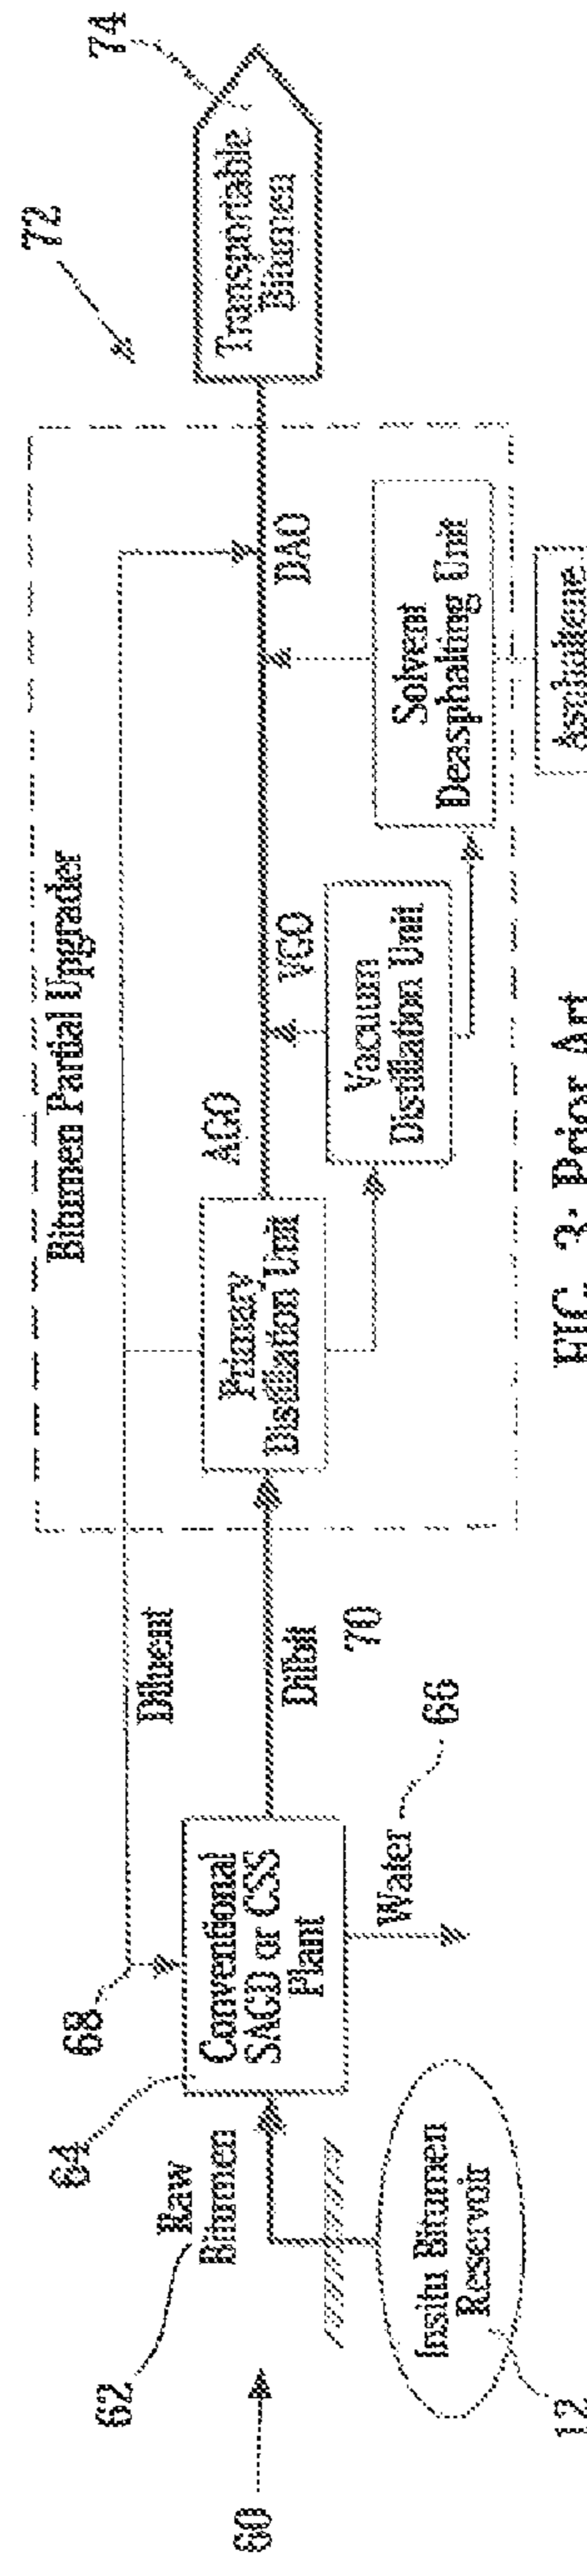 60
62
Raw
Bitumen
64
68
Conventional
SAGD or CSS
Plant
Insitu Bitumen
Reservoir
12
Water
66
Diluent
Dilbit
70
Bitumen Partial Upgrader
Primary
Distillation Unit
AGO
Vacuum
Distillation Unit
VGO
Solvent
Deasphalting Unit
DAO
Asphaltene
72
Transportable
Bitumen
74
FIG. 3: Prior Art